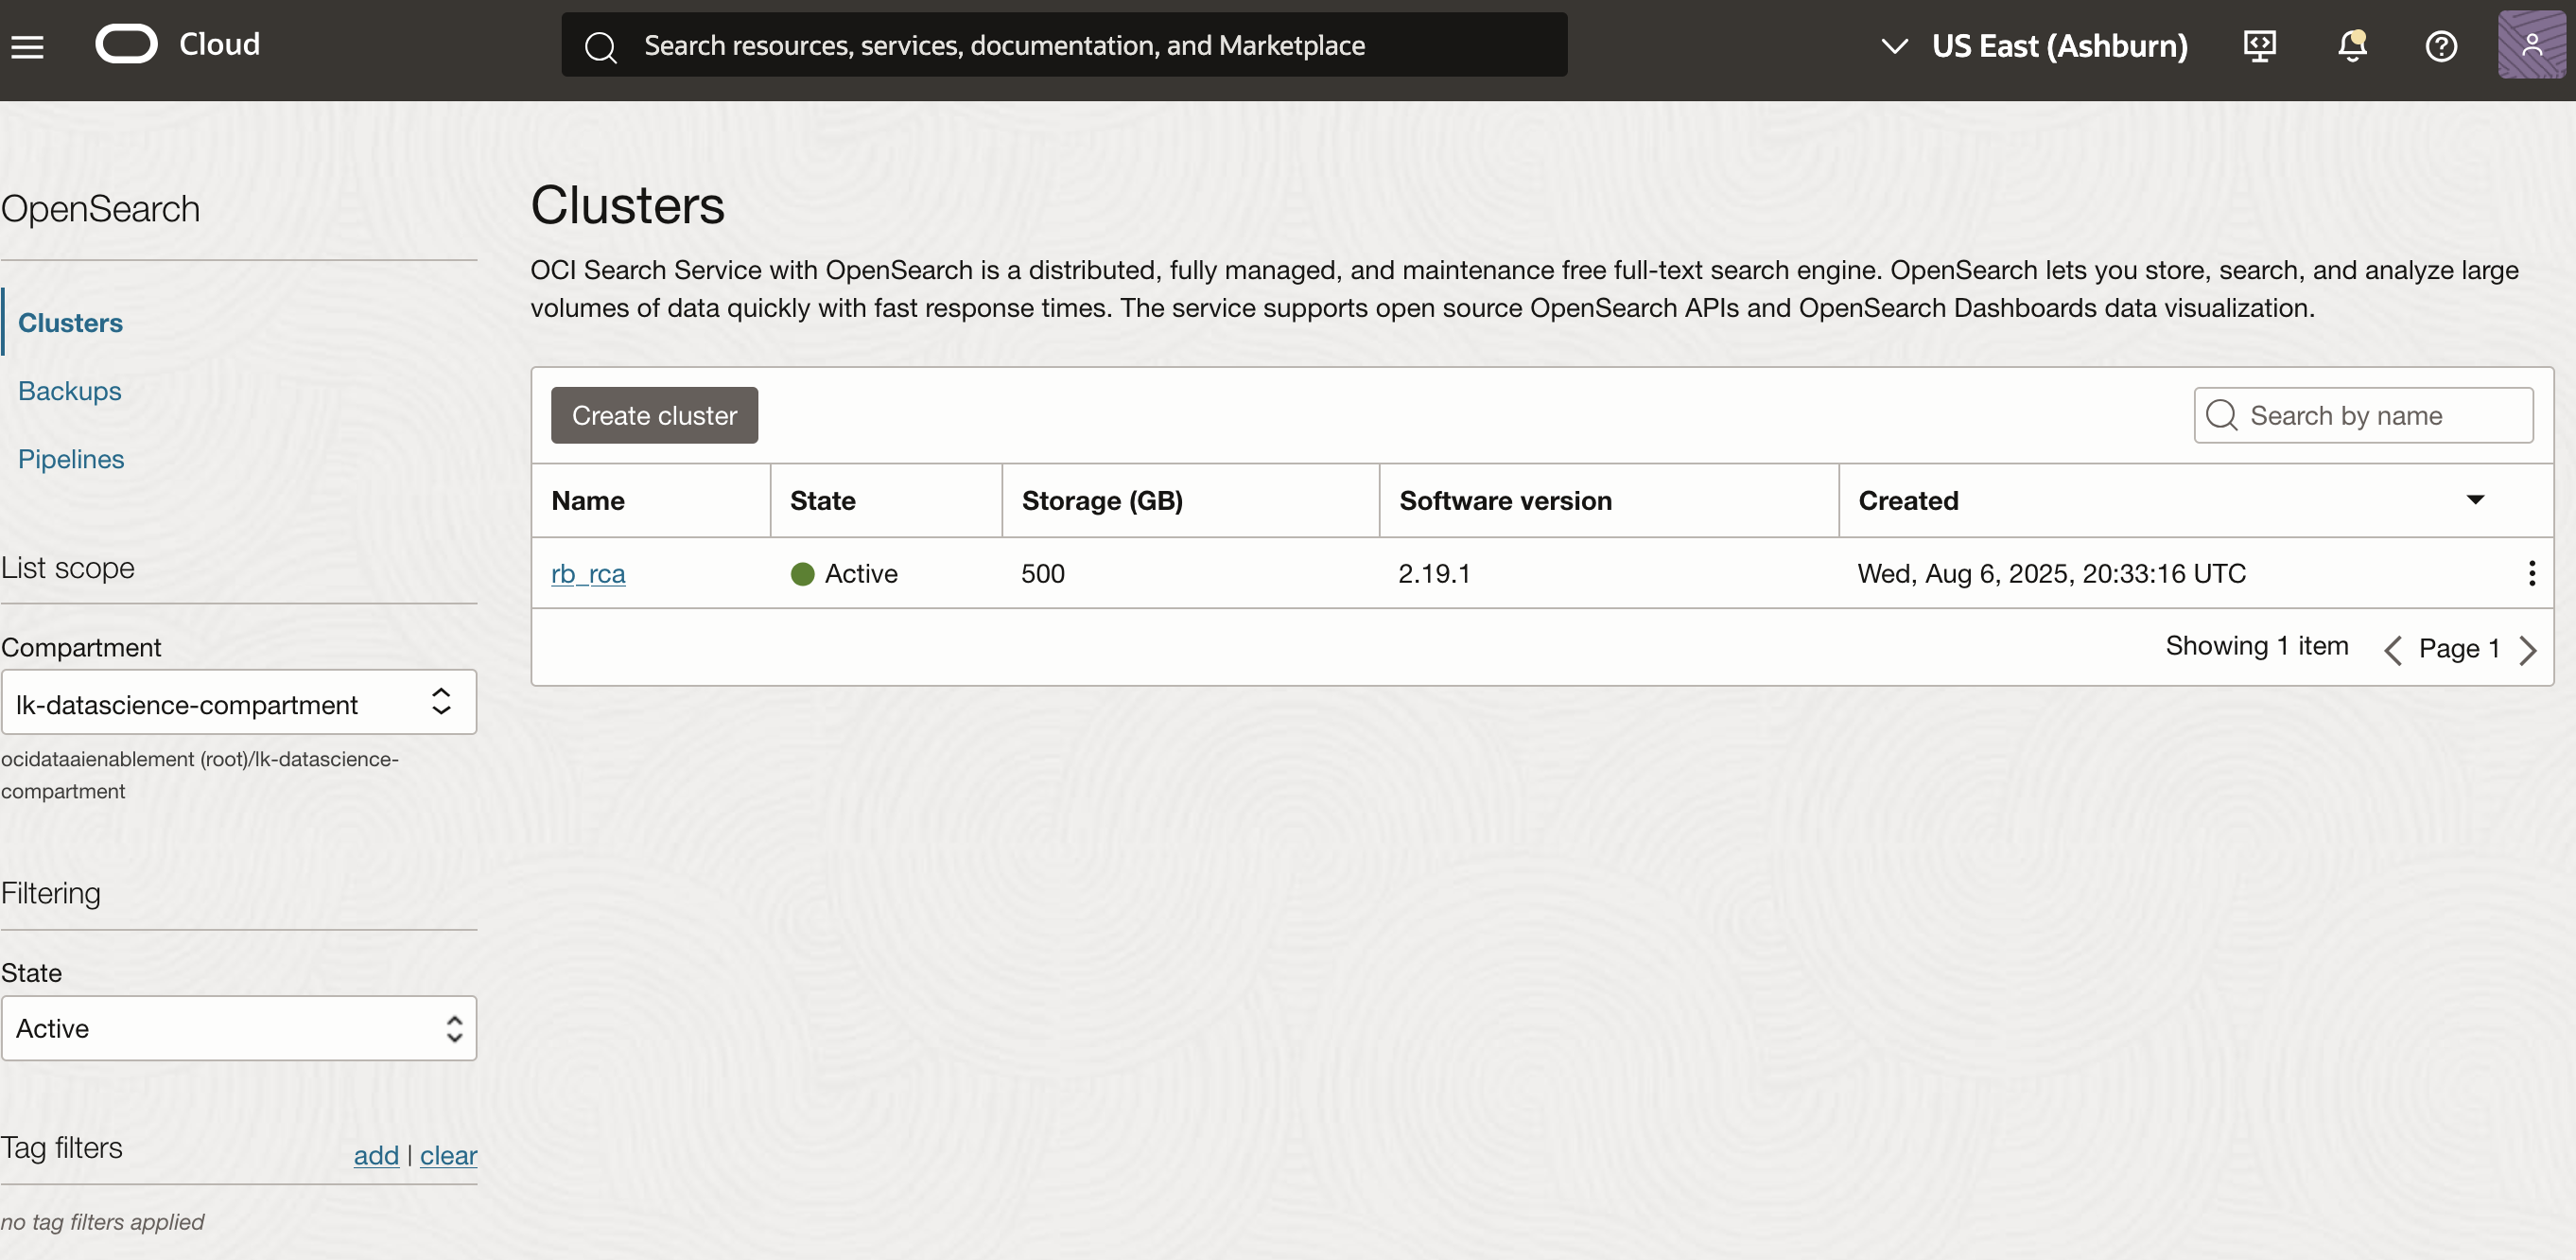 Cloud
Search resources, services, documentation, and Marketplace
US East (Ashburn)
OpenSearch
Clusters
Backups
Pipelines
List scope
Compartment
lk-datascience-compartment
ocidataaienablement (root)/lk-datascience-
compartment
Filtering
State
Active
Tag filters
add | clear
no tag filters applied
Clusters
OCI Search Service with OpenSearch is a distributed, fully managed, and maintenance free full-text search engine. OpenSearch lets you store, search, and analyze large
volumes of data quickly with fast response times. The service supports open source OpenSearch APIs and OpenSearch Dashboards data visualization.
Create cluster
Search by name
Name State Storage (GB) Software version Created
rb_rca Active 500 2.19.1 Wed, Aug 6, 2025, 20:33:16 UTC
Showing 1 item Page 1